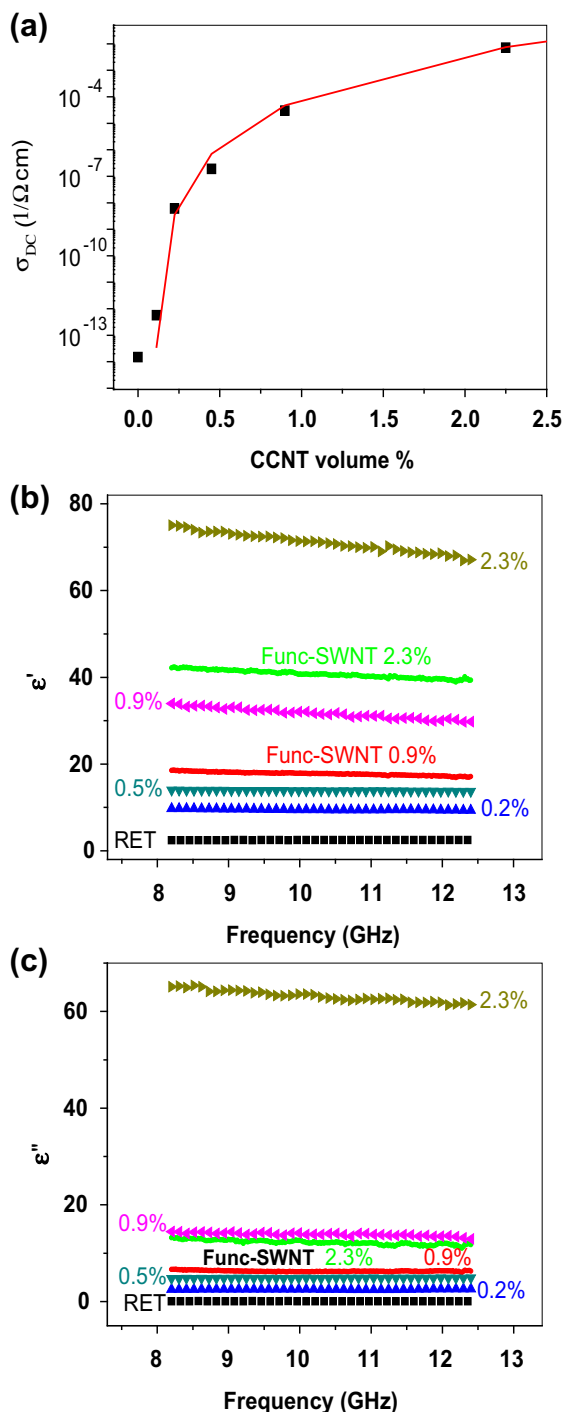 (a)
10⁻⁴
10⁻⁷
10⁻¹⁰
10⁻¹³
σDC (1/Ω cm)
0.0 0.5 1.0 1.5 2.0 2.5
CCNT volume %
(b)
80
60
40
20
0
ε'
2.3%
Func-SWNT 2.3%
0.9%
Func-SWNT 0.9%
0.5%
0.2%
RET
8 9 10 11 12 13
Frequency (GHz)
(c)
60
40
20
0
ε"
2.3%
0.9%
Func-SWNT 2.3% 0.9%
0.5%
0.2%
RET
8 9 10 11 12 13
Frequency (GHz)